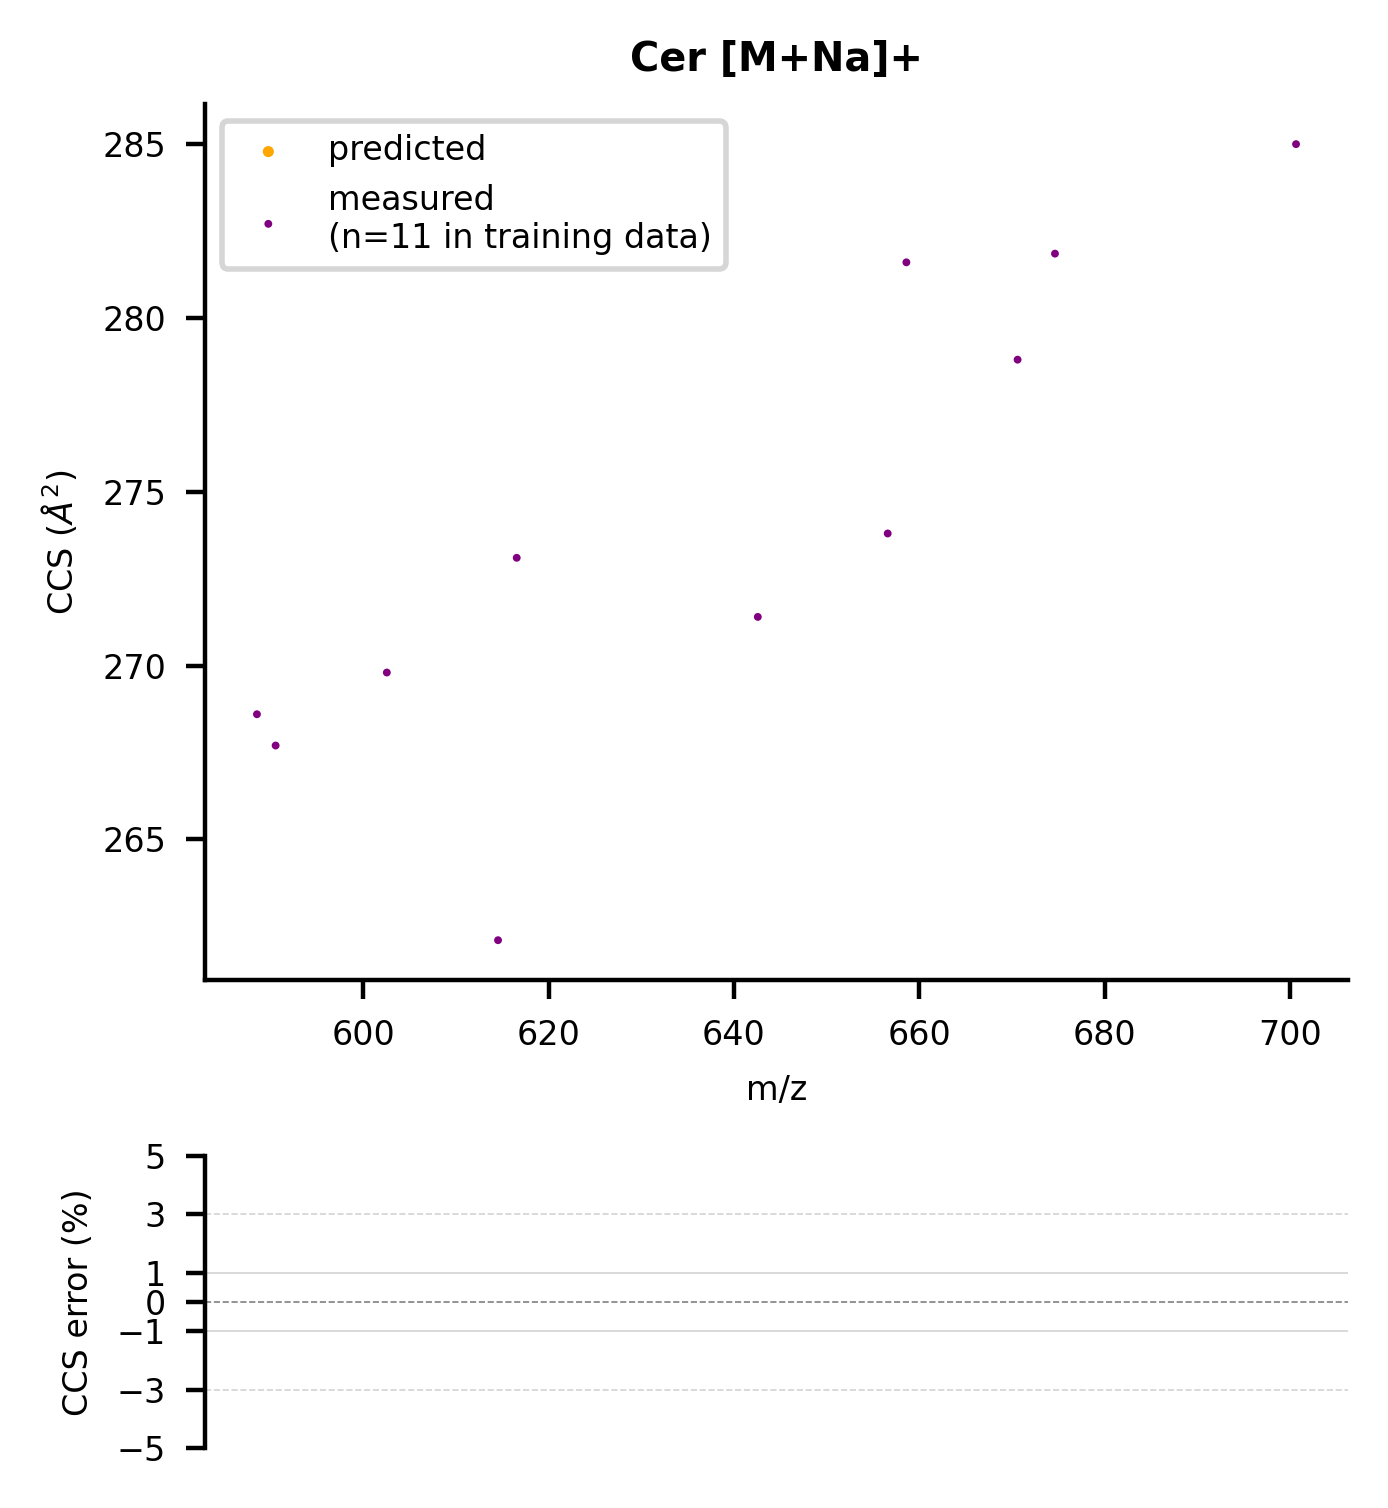 Cer [M+Na]+
predicted
measured
(n=11 in training data)
285
280
275
270
265
CCS (Å²)
600 620 640 660 680 700
m/z
5
3
1
0
−1
−3
−5
CCS error (%)